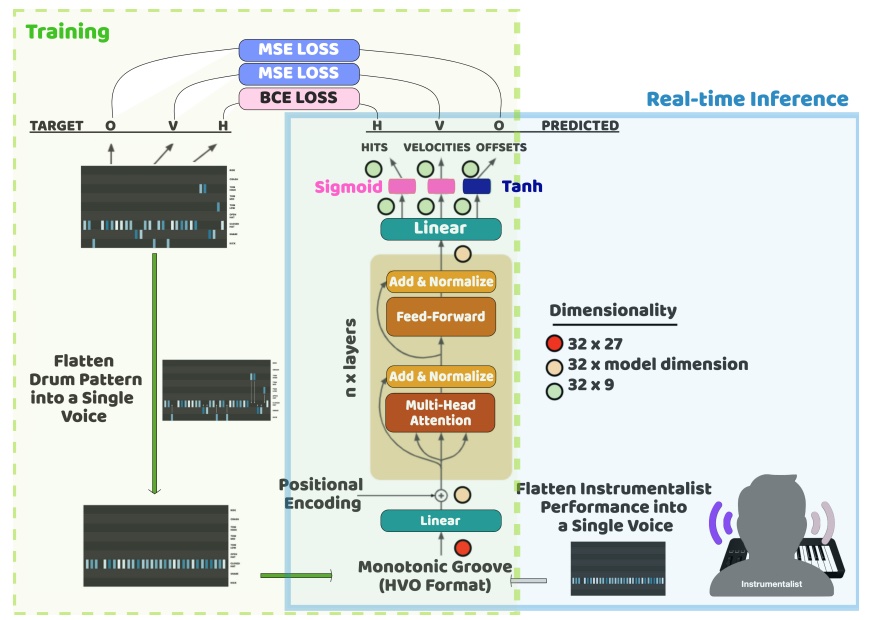 Training
MSE LOSS
MSE LOSS
BCE LOSS
Real-time Inference
TARGET O V H
H V O PREDICTED
HITS VELOCITIES OFFSETS
Sigmoid
Tanh
Linear
Add & Normalize
Feed-Forward
n x layers
Add & Normalize
Multi-Head
Attention
Dimensionality
32 x 27
32 x model dimension
32 x 9
Flatten
Drum Pattern
into a Single
Voice
Positional
Encoding
Linear
Monotonic Groove
(HVO Format)
Flatten Instrumentalist
Performance into
a Single Voice
Instrumentalist